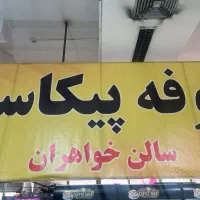 وفه پیکاس
سالن خواهران